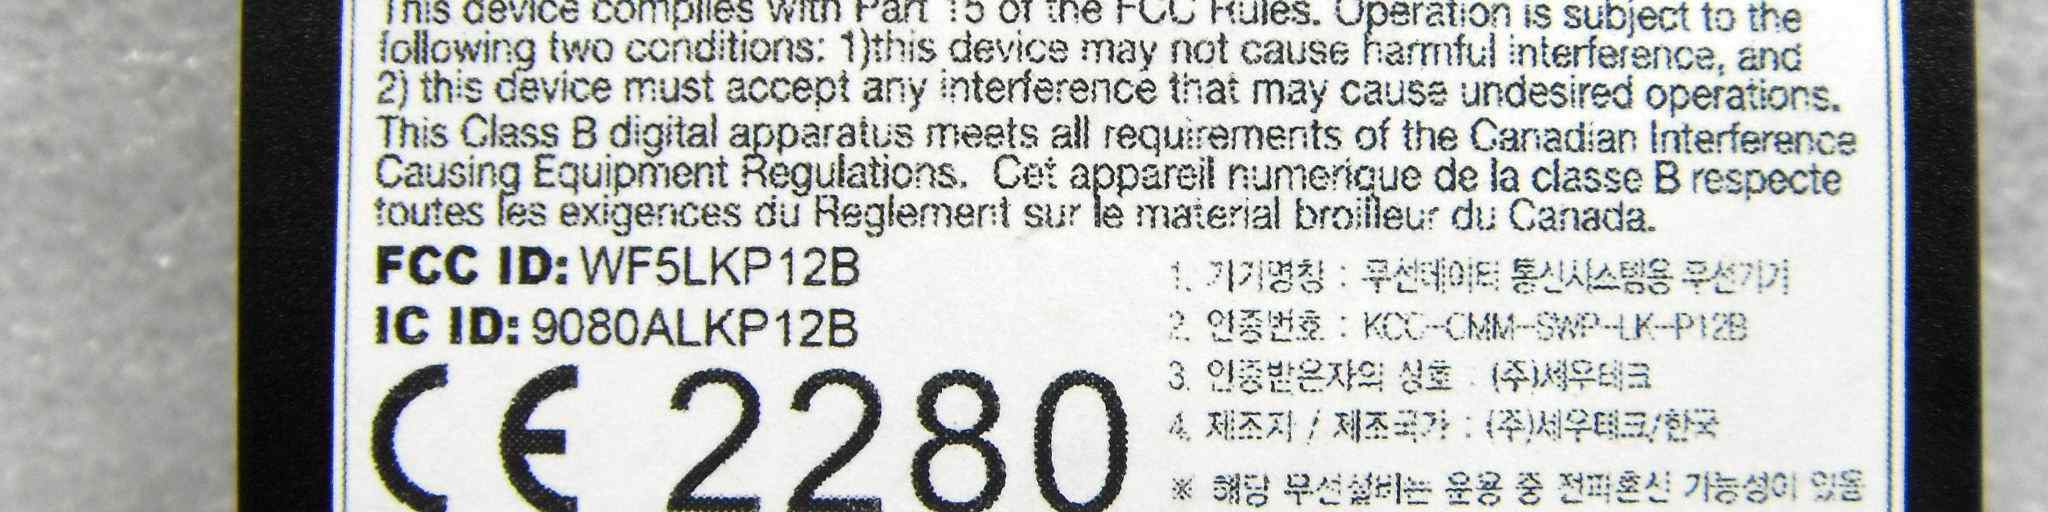 This device complies with Part 15 of the FCC Rules. Operation is subject to the
following two conditions: 1)this device may not cause harmful interference, and
2) this device must accept any interference that may cause undesired operations.
This Class B digital apparatus meets all requirements of the Canadian Interference
Causing Equipment Regulations. Cet appareil numerique de la classe B respecte
toutes les exigences du Reglement sur le material broilleur du Canada.
FCC ID: WF5LKP12B
IC ID: 9080ALKP12B
CE 2280
1. 기기명칭 : 무선데이터 통신시스템용 무선기기
2. 인증번호 : KCC-CMM-SWP-LK-P12B
3. 인증받은자의 상호 : (주)세우테크
4. 제조자 / 제조국가 : (주)세우테크/한국
※ 해당 무선설비는 운용 중 전파혼신 가능성이 있음